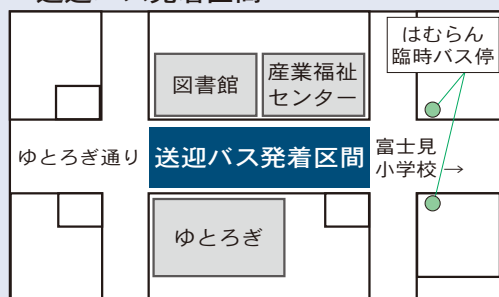 はむらん
臨時バス停
図書館
産業福祉
センター
ゆとろぎ通り
送迎バス発着区間
富士見
小学校→
ゆとろぎ